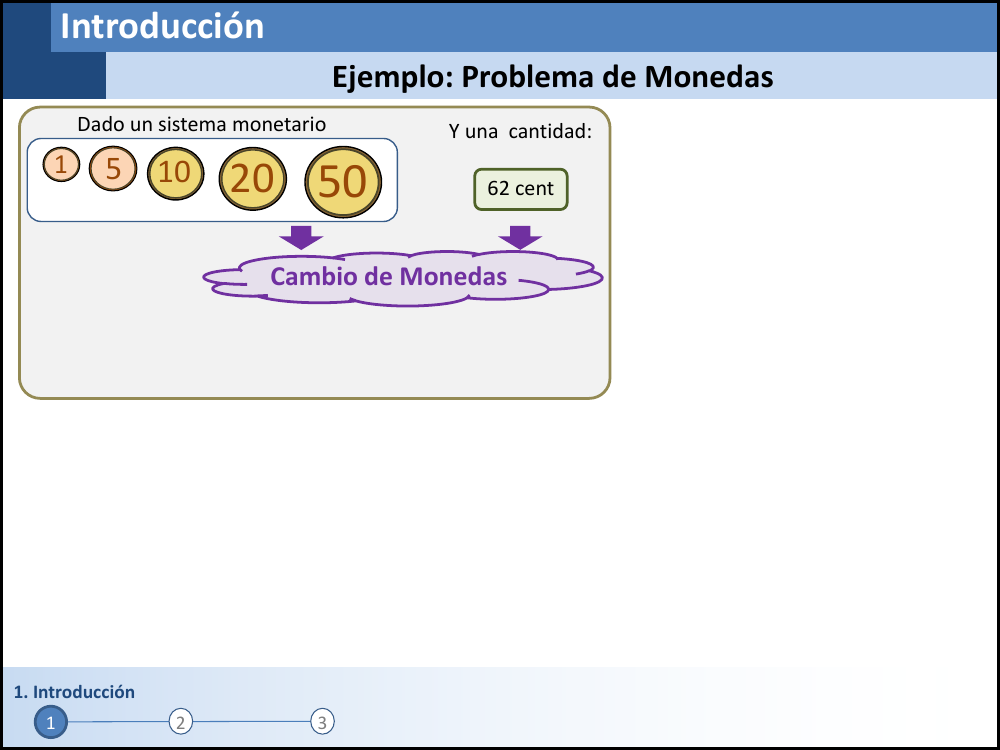 Introducción
Ejemplo: Problema de Monedas
Dado un sistema monetario
Y una cantidad:
1 5 10 20 50
62 cent
Cambio de Monedas
1. Introducción
1 2 3